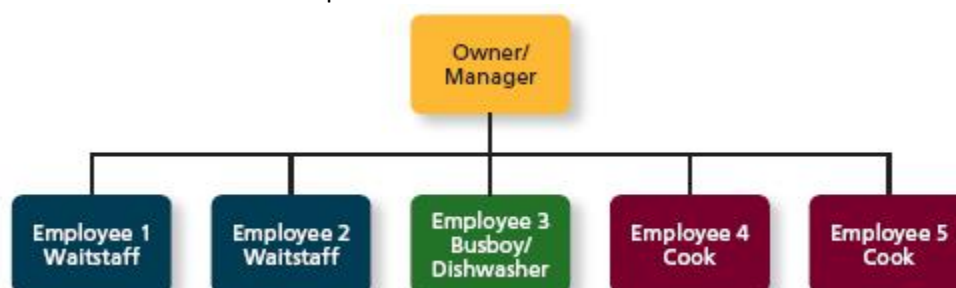 Owner/
Manager
Employee 1
Waitstaff
Employee 2
Waitstaff
Employee 3
Busboy/
Dishwasher
Employee 4
Cook
Employee 5
Cook